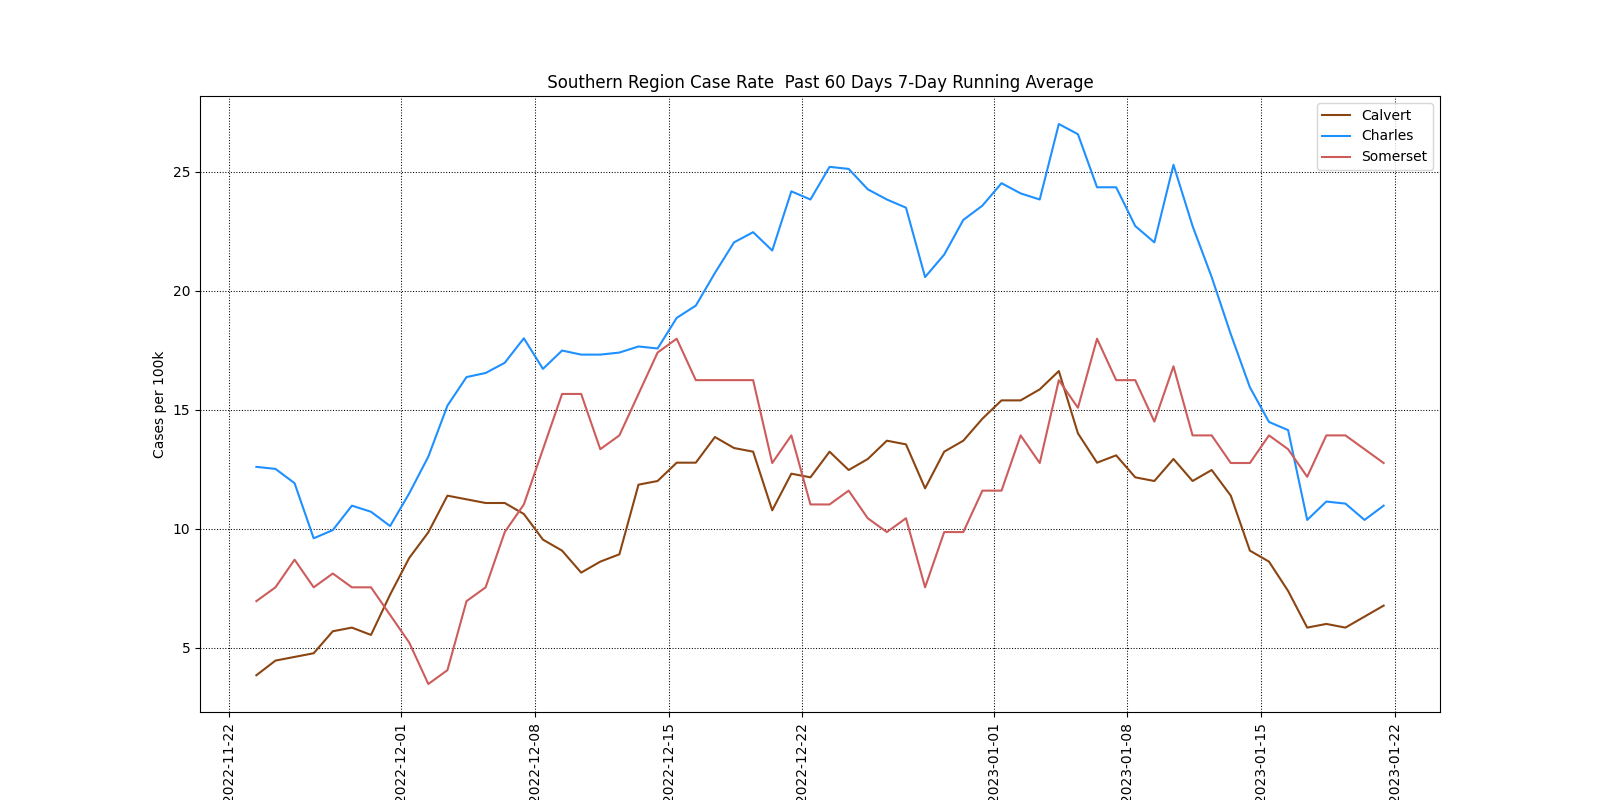 Southern Region Case Rate  Past 60 Days 7-Day Running Average
Calvert
Charles
Somerset
25
20
15
10
5
Cases per 100k
2022-11-22
2022-12-01
2022-12-08
2022-12-15
2022-12-22
2023-01-01
2023-01-08
2023-01-15
2023-01-22